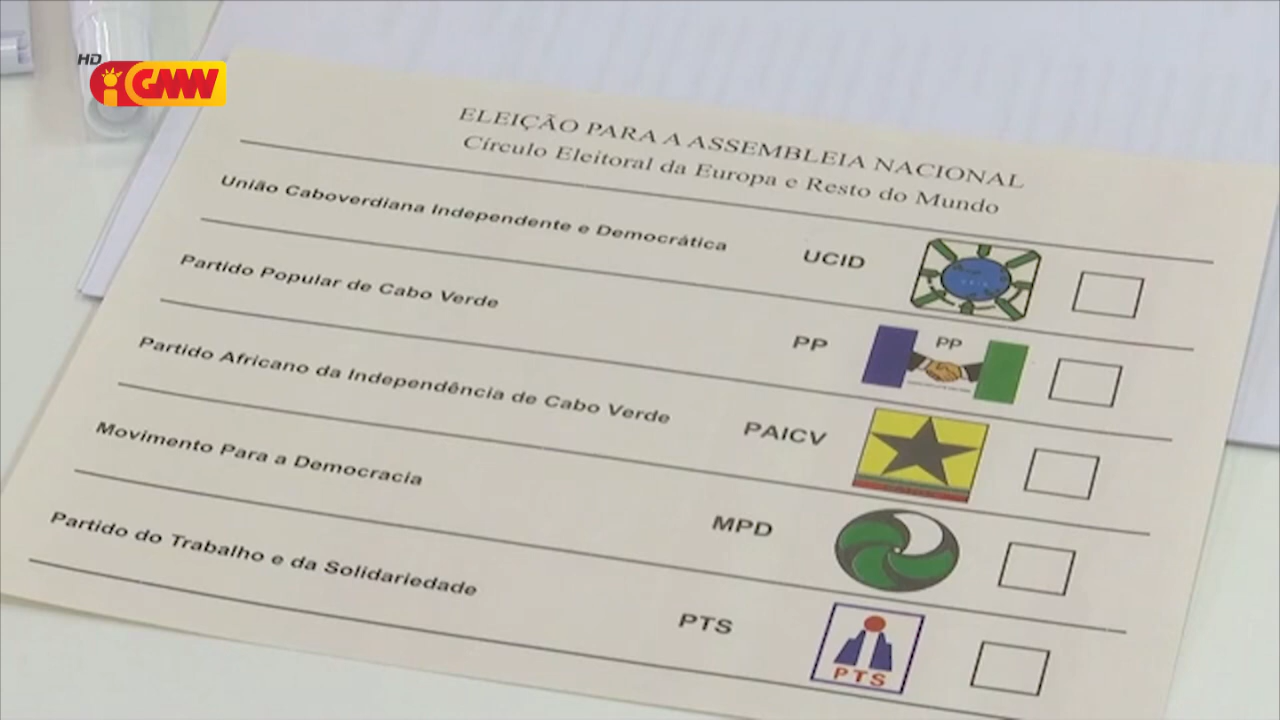 HD
iGMW
ELEIÇÃO PARA A ASSEMBLEIA NACIONAL
Círculo Eleitoral da Europa e Resto do Mundo
União Caboverdiana Independente e Democrática UCID
Partido Popular de Cabo Verde PP PP
Partido Africano da Independência de Cabo Verde PAICV
Movimento Para a Democracia MPD
Partido do Trabalho e da Solidariedade PTS PTS